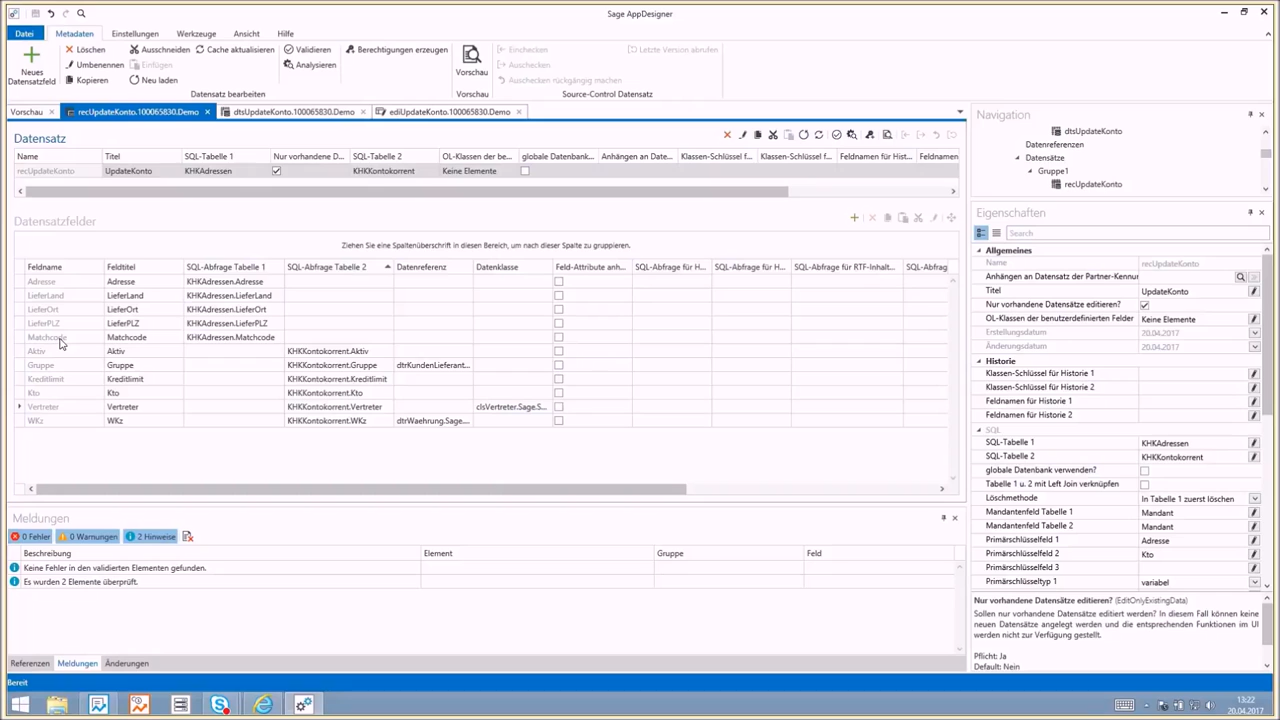 Sage AppDesigner
Datei Metadaten Einstellungen Werkzeuge Ansicht Hilfe
Neues Datensatzfeld
Löschen Ausschneiden Cache aktualisieren Validieren Berechtigungen erzeugen Vorschau Einchecken Letzte Version abrufen
Umbenennen Einfügen Analysieren Auschecken
Kopieren Neu laden Auschecken rückgängig machen
Datensatz bearbeiten Vorschau Source-Control Datensatz
Vorschau recUpdateKonto.100065830.Demo dtsUpdateKonto.100065830.Demo ediUpdateKonto.100065830.Demo
Datensatz
Name Titel SQL-Tabelle 1 Nur vorhandene D... SQL-Tabelle 2 OL-Klassen der be... globale Datenbank... Anhängen an Date... Klassen-Schlüssel f... Klassen-Schlüssel f... Feldnamen für Hist... Feldnamen
recUpdateKonto UpdateKonto KHKAdressen KHKKontokorrent Keine Elemente
Datensatzfelder
Ziehen Sie eine Spaltenüberschrift in diesen Bereich, um nach dieser Spalte zu gruppieren.
Feldname Feldtitel SQL-Abfrage Tabelle 1 SQL-Abfrage Tabelle 2 Datenreferenz Datenklasse Feld-Attribute anh... SQL-Abfrage für H... SQL-Abfrage für H... SQL-Abfrage für RTF-Inhalt... SQL-Abfrag
Adresse Adresse KHKAdressen.Adresse
LieferLand LieferLand KHKAdressen.LieferLand
LieferOrt LieferOrt KHKAdressen.LieferOrt
LieferPLZ LieferPLZ KHKAdressen.LieferPLZ
Matchcode Matchcode KHKAdressen.Matchcode
Aktiv Aktiv KHKKontokorrent.Aktiv
Gruppe Gruppe KHKKontokorrent.Gruppe dtrKundenLieferant...
Kreditlimit Kreditlimit KHKKontokorrent.Kreditlimit
Kto Kto KHKKontokorrent.Kto
Vertreter Vertreter KHKKontokorrent.Vertreter clsVertreter.Sage.S...
WKz WKz KHKKontokorrent.WKz dtrWaehrung.Sage....
Meldungen
0 Fehler 0 Warnungen 2 Hinweise
Beschreibung Element Gruppe Feld
Keine Fehler in den validierten Elementen gefunden.
Es wurden 2 Elemente überprüft.
Referenzen Meldungen Änderungen
Navigation
dtsUpdateKonto
Datenreferenzen
Datensätze
Gruppe1
recUpdateKonto
Eigenschaften
Search
Allgemeines
Name recUpdateKonto
Anhängen an Datensatz der Partner-Kennu
Titel UpdateKonto
Nur vorhandene Datensätze editieren?
OL-Klassen der benutzerdefinierten Felder Keine Elemente
Erstellungsdatum 20.04.2017
Änderungsdatum 20.04.2017
Historie
Klassen-Schlüssel für Historie 1
Klassen-Schlüssel für Historie 2
Feldnamen für Historie 1
Feldnamen für Historie 2
SQL
SQL-Tabelle 1 KHKAdressen
SQL-Tabelle 2 KHKKontokorrent
globale Datenbank verwenden?
Tabelle 1 u. 2 mit Left Join verknüpfen
Löschmethode In Tabelle 1 zuerst löschen
Mandantenfeld Tabelle 1 Mandant
Mandantenfeld Tabelle 2 Mandant
Primärschlüsselfeld 1 Adresse
Primärschlüsselfeld 2 Kto
Primärschlüsselfeld 3
Primärschlüsseltyp 1 variabel
Nur vorhandene Datensätze editieren? (EditOnlyExistingData)
Sollen nur vorhandene Datensätze editiert werden? In diesem Fall können keine
neuen Datensätze angelegt werden und die entsprechenden Funktionen im UI
werden nicht zur Verfügung gestellt.
Pflicht: Ja
Default: Nein
Bereit
13:22
20.04.2017